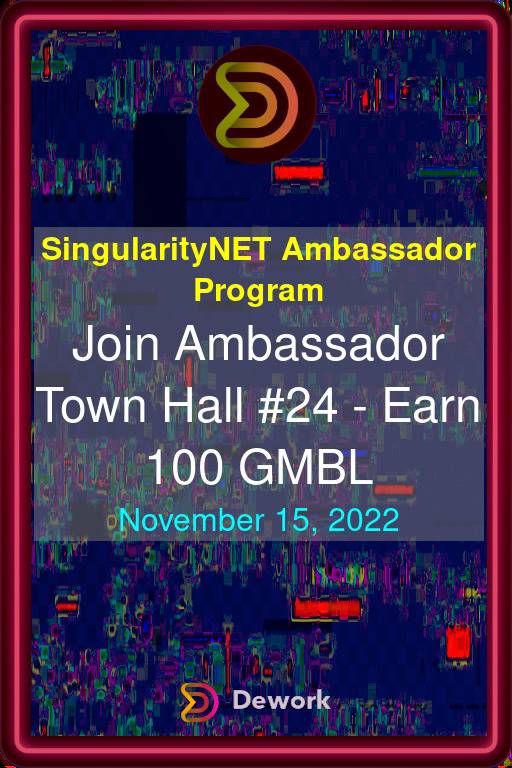 SingularityNET Ambassador
Program
Join Ambassador
Town Hall #24 - Earn
100 GMBL
November 15, 2022
Dework